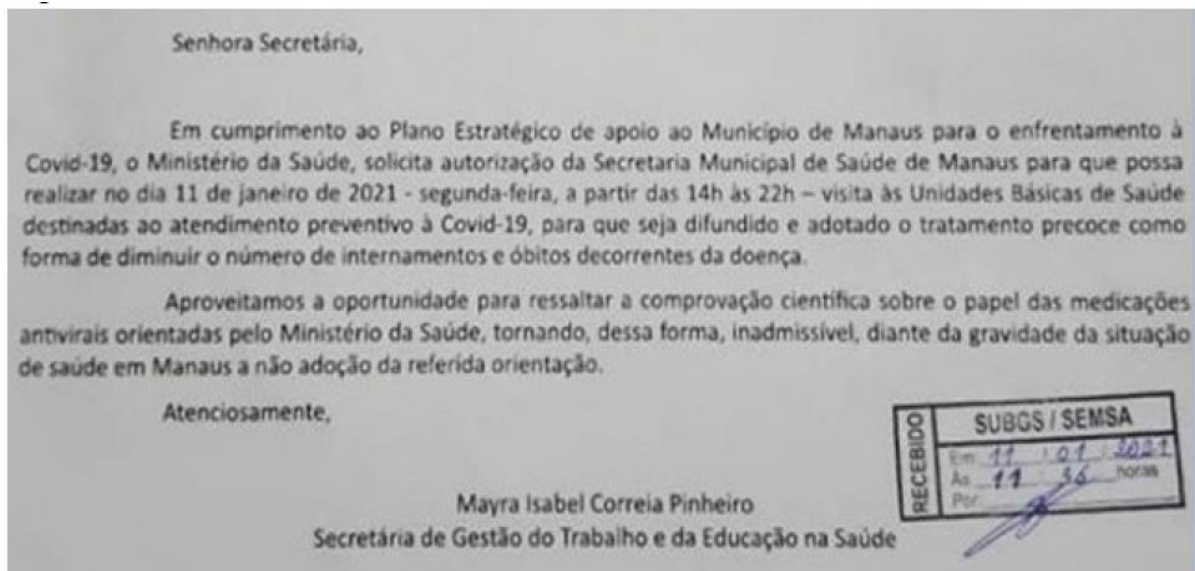 Senhora Secretária,
Em cumprimento ao Plano Estratégico de apoio ao Município de Manaus para o enfrentamento à
Covid-19, o Ministério da Saúde, solicita autorização da Secretaria Municipal de Saúde de Manaus para que possa
realizar no dia 11 de janeiro de 2021 - segunda-feira, a partir das 14h às 22h – visita às Unidades Básicas de Saúde
destinadas ao atendimento preventivo à Covid-19, para que seja difundido e adotado o tratamento precoce como
forma de diminuir o número de internamentos e óbitos decorrentes da doença.
Aproveitamos a oportunidade para ressaltar a comprovação científica sobre o papel das medicações
antivirais orientadas pelo Ministério da Saúde, tornando, dessa forma, inadmissível, diante da gravidade da situação
de saúde em Manaus a não adoção da referida orientação.
Atenciosamente,
RECEBIDO
SUBGS / SEMSA
Em 11 / 01 / 2021
Às 11 36 horas
Por
Mayra Isabel Correia Pinheiro
Secretária de Gestão do Trabalho e da Educação na Saúde